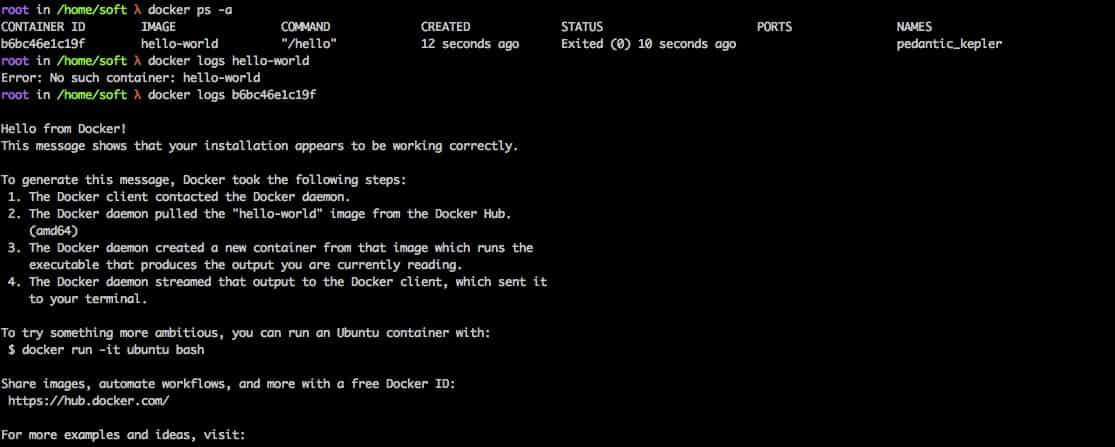 root in /home/soft λ docker ps -a
CONTAINER ID        IMAGE               COMMAND             CREATED             STATUS                      PORTS               NAMES
b6bc46e1c19f        hello-world         "/hello"            12 seconds ago      Exited (0) 10 seconds ago                       pedantic_kepler
root in /home/soft λ docker logs hello-world
Error: No such container: hello-world
root in /home/soft λ docker logs b6bc46e1c19f

Hello from Docker!
This message shows that your installation appears to be working correctly.

To generate this message, Docker took the following steps:
 1. The Docker client contacted the Docker daemon.
 2. The Docker daemon pulled the "hello-world" image from the Docker Hub.
    (amd64)
 3. The Docker daemon created a new container from that image which runs the
    executable that produces the output you are currently reading.
 4. The Docker daemon streamed that output to the Docker client, which sent it
    to your terminal.

To try something more ambitious, you can run an Ubuntu container with:
 $ docker run -it ubuntu bash

Share images, automate workflows, and more with a free Docker ID:
 https://hub.docker.com/

For more examples and ideas, visit: